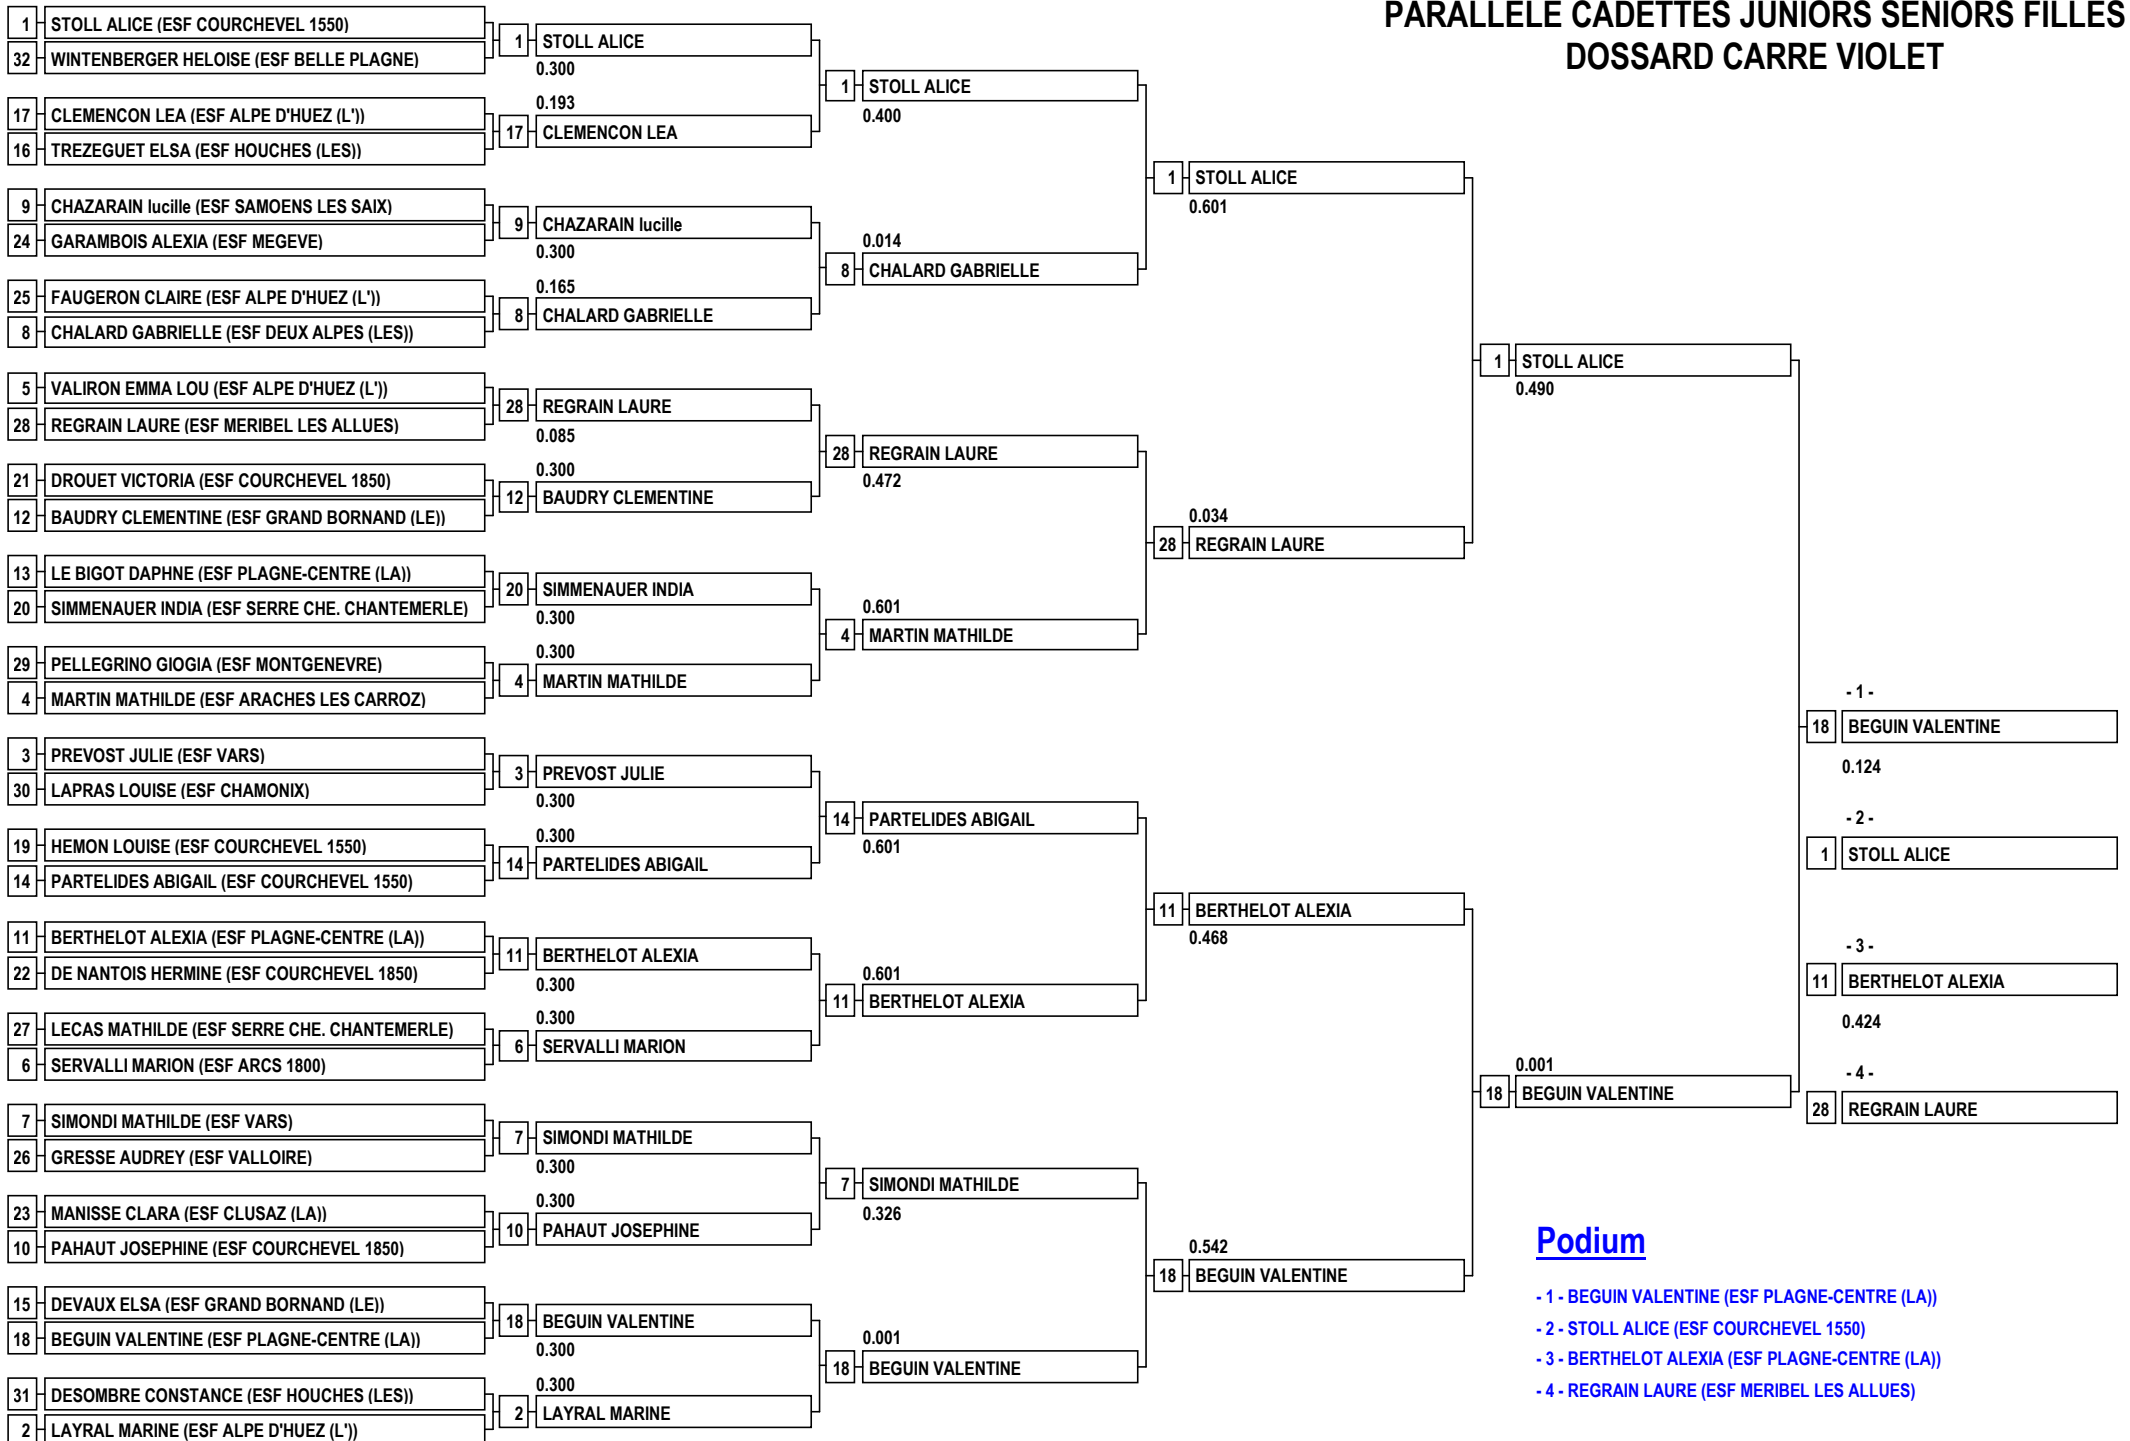 PARALLELE CADETTES JUNIORS SENIORS FILLES
DOSSARD CARRE VIOLET
1 STOLL ALICE (ESF COURCHEVEL 1550)
32 WINTENBERGER HELOISE (ESF BELLE PLAGNE)
17 CLEMENCON LEA (ESF ALPE D'HUEZ (L'))
16 TREZEGUET ELSA (ESF HOUCHES (LES))
9 CHAZARAIN lucille (ESF SAMOENS LES SAIX)
24 GARAMBOIS ALEXIA (ESF MEGEVE)
25 FAUGERON CLAIRE (ESF ALPE D'HUEZ (L'))
8 CHALARD GABRIELLE (ESF DEUX ALPES (LES))
5 VALIRON EMMA LOU (ESF ALPE D'HUEZ (L'))
28 REGRAIN LAURE (ESF MERIBEL LES ALLUES)
21 DROUET VICTORIA (ESF COURCHEVEL 1850)
12 BAUDRY CLEMENTINE (ESF GRAND BORNAND (LE))
13 LE BIGOT DAPHNE (ESF PLAGNE-CENTRE (LA))
20 SIMMENAUER INDIA (ESF SERRE CHE. CHANTEMERLE)
29 PELLEGRINO GIOGIA (ESF MONTGENEVRE)
4 MARTIN MATHILDE (ESF ARACHES LES CARROZ)
3 PREVOST JULIE (ESF VARS)
30 LAPRAS LOUISE (ESF CHAMONIX)
19 HEMON LOUISE (ESF COURCHEVEL 1550)
14 PARTELIDES ABIGAIL (ESF COURCHEVEL 1550)
11 BERTHELOT ALEXIA (ESF PLAGNE-CENTRE (LA))
22 DE NANTOIS HERMINE (ESF COURCHEVEL 1850)
27 LECAS MATHILDE (ESF SERRE CHE. CHANTEMERLE)
6 SERVALLI MARION (ESF ARCS 1800)
7 SIMONDI MATHILDE (ESF VARS)
26 GRESSE AUDREY (ESF VALLOIRE)
23 MANISSE CLARA (ESF CLUSAZ (LA))
10 PAHAUT JOSEPHINE (ESF COURCHEVEL 1850)
15 DEVAUX ELSA (ESF GRAND BORNAND (LE))
18 BEGUIN VALENTINE (ESF PLAGNE-CENTRE (LA))
31 DESOMBRE CONSTANCE (ESF HOUCHES (LES))
2 LAYRAL MARINE (ESF ALPE D'HUEZ (L'))
1 STOLL ALICE
0.300
0.193
17 CLEMENCON LEA
9 CHAZARAIN lucille
0.300
0.165
8 CHALARD GABRIELLE
28 REGRAIN LAURE
0.085
0.300
12 BAUDRY CLEMENTINE
20 SIMMENAUER INDIA
0.300
0.300
4 MARTIN MATHILDE
3 PREVOST JULIE
0.300
0.300
14 PARTELIDES ABIGAIL
11 BERTHELOT ALEXIA
0.300
0.300
6 SERVALLI MARION
7 SIMONDI MATHILDE
0.300
0.300
10 PAHAUT JOSEPHINE
18 BEGUIN VALENTINE
0.300
0.300
2 LAYRAL MARINE
1 STOLL ALICE
0.400
0.014
8 CHALARD GABRIELLE
28 REGRAIN LAURE
0.472
0.601
4 MARTIN MATHILDE
14 PARTELIDES ABIGAIL
0.601
0.601
11 BERTHELOT ALEXIA
7 SIMONDI MATHILDE
0.326
0.001
18 BEGUIN VALENTINE
1 STOLL ALICE
0.601
0.034
28 REGRAIN LAURE
11 BERTHELOT ALEXIA
0.468
0.542
18 BEGUIN VALENTINE
1 STOLL ALICE
0.490
0.001
18 BEGUIN VALENTINE
- 1 -
18 BEGUIN VALENTINE
0.124
- 2 -
1 STOLL ALICE
- 3 -
11 BERTHELOT ALEXIA
0.424
- 4 -
28 REGRAIN LAURE
Podium
- 1 - BEGUIN VALENTINE (ESF PLAGNE-CENTRE (LA))
- 2 - STOLL ALICE (ESF COURCHEVEL 1550)
- 3 - BERTHELOT ALEXIA (ESF PLAGNE-CENTRE (LA))
- 4 - REGRAIN LAURE (ESF MERIBEL LES ALLUES)